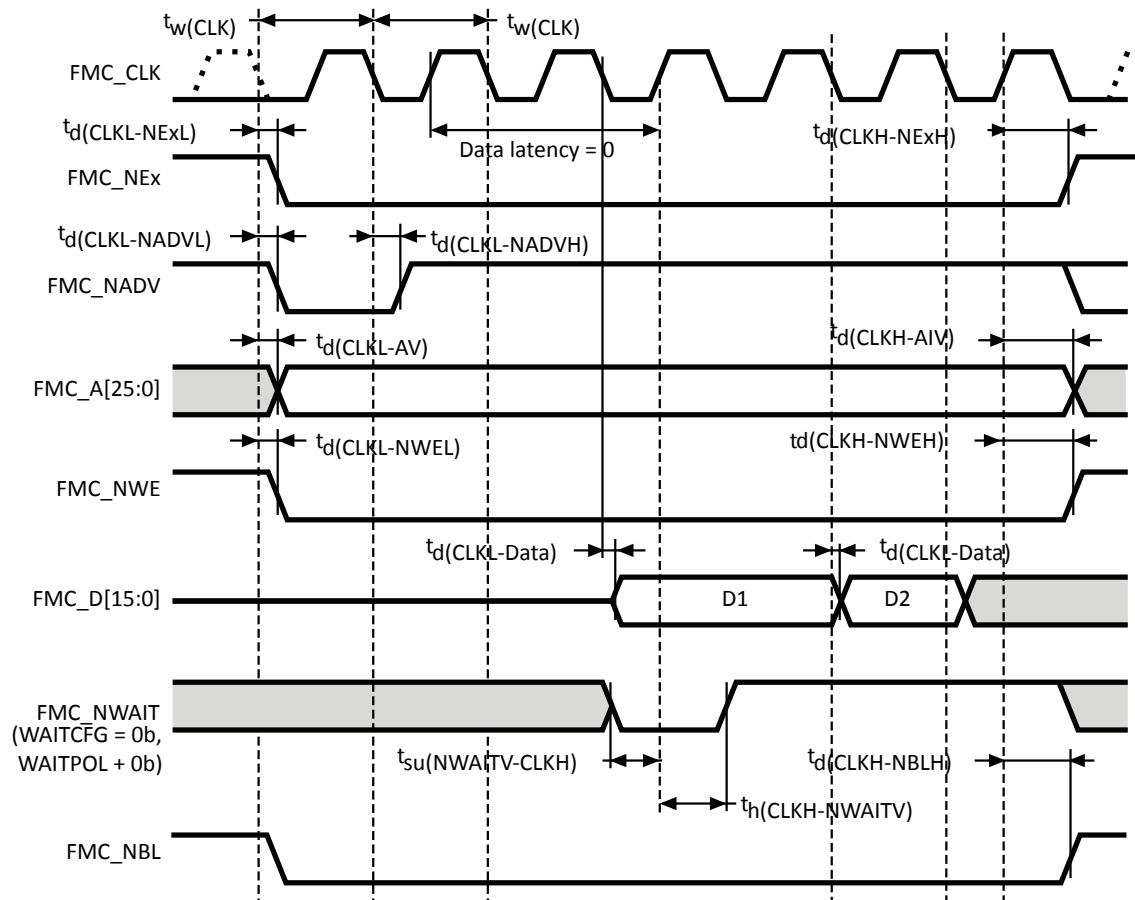 tw(CLK)
tw(CLK)
FMC_CLK
td(CLKL-NExL)
Data latency = 0
td(CLKH-NExH)
FMC_NEx
td(CLKL-NADVL)
td(CLKL-NADVH)
FMC_NADV
td(CLKL-AV)
td(CLKH-AIV)
FMC_A[25:0]
td(CLKL-NWEL)
td(CLKH-NWEH)
FMC_NWE
td(CLKL-Data)
td(CLKL-Data)
FMC_D[15:0]
D1
D2
FMC_NWAIT
(WAITCFG = 0b,
WAITPOL + 0b)
tsu(NWAITV-CLKH)
td(CLKH-NBLH)
th(CLKH-NWAITV)
FMC_NBL